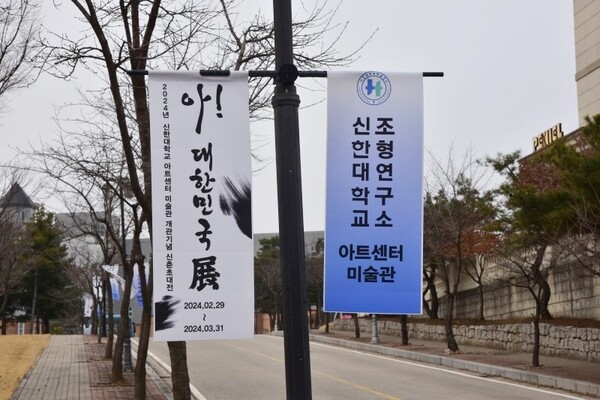 2024년 신한대학교 아트센터 미술관 개관기념 신춘초대전
아! 대한민국展
2024.02.29
~
2024.03.31
신한대학교
조형연구소
아트센터
미술관
PENIEL